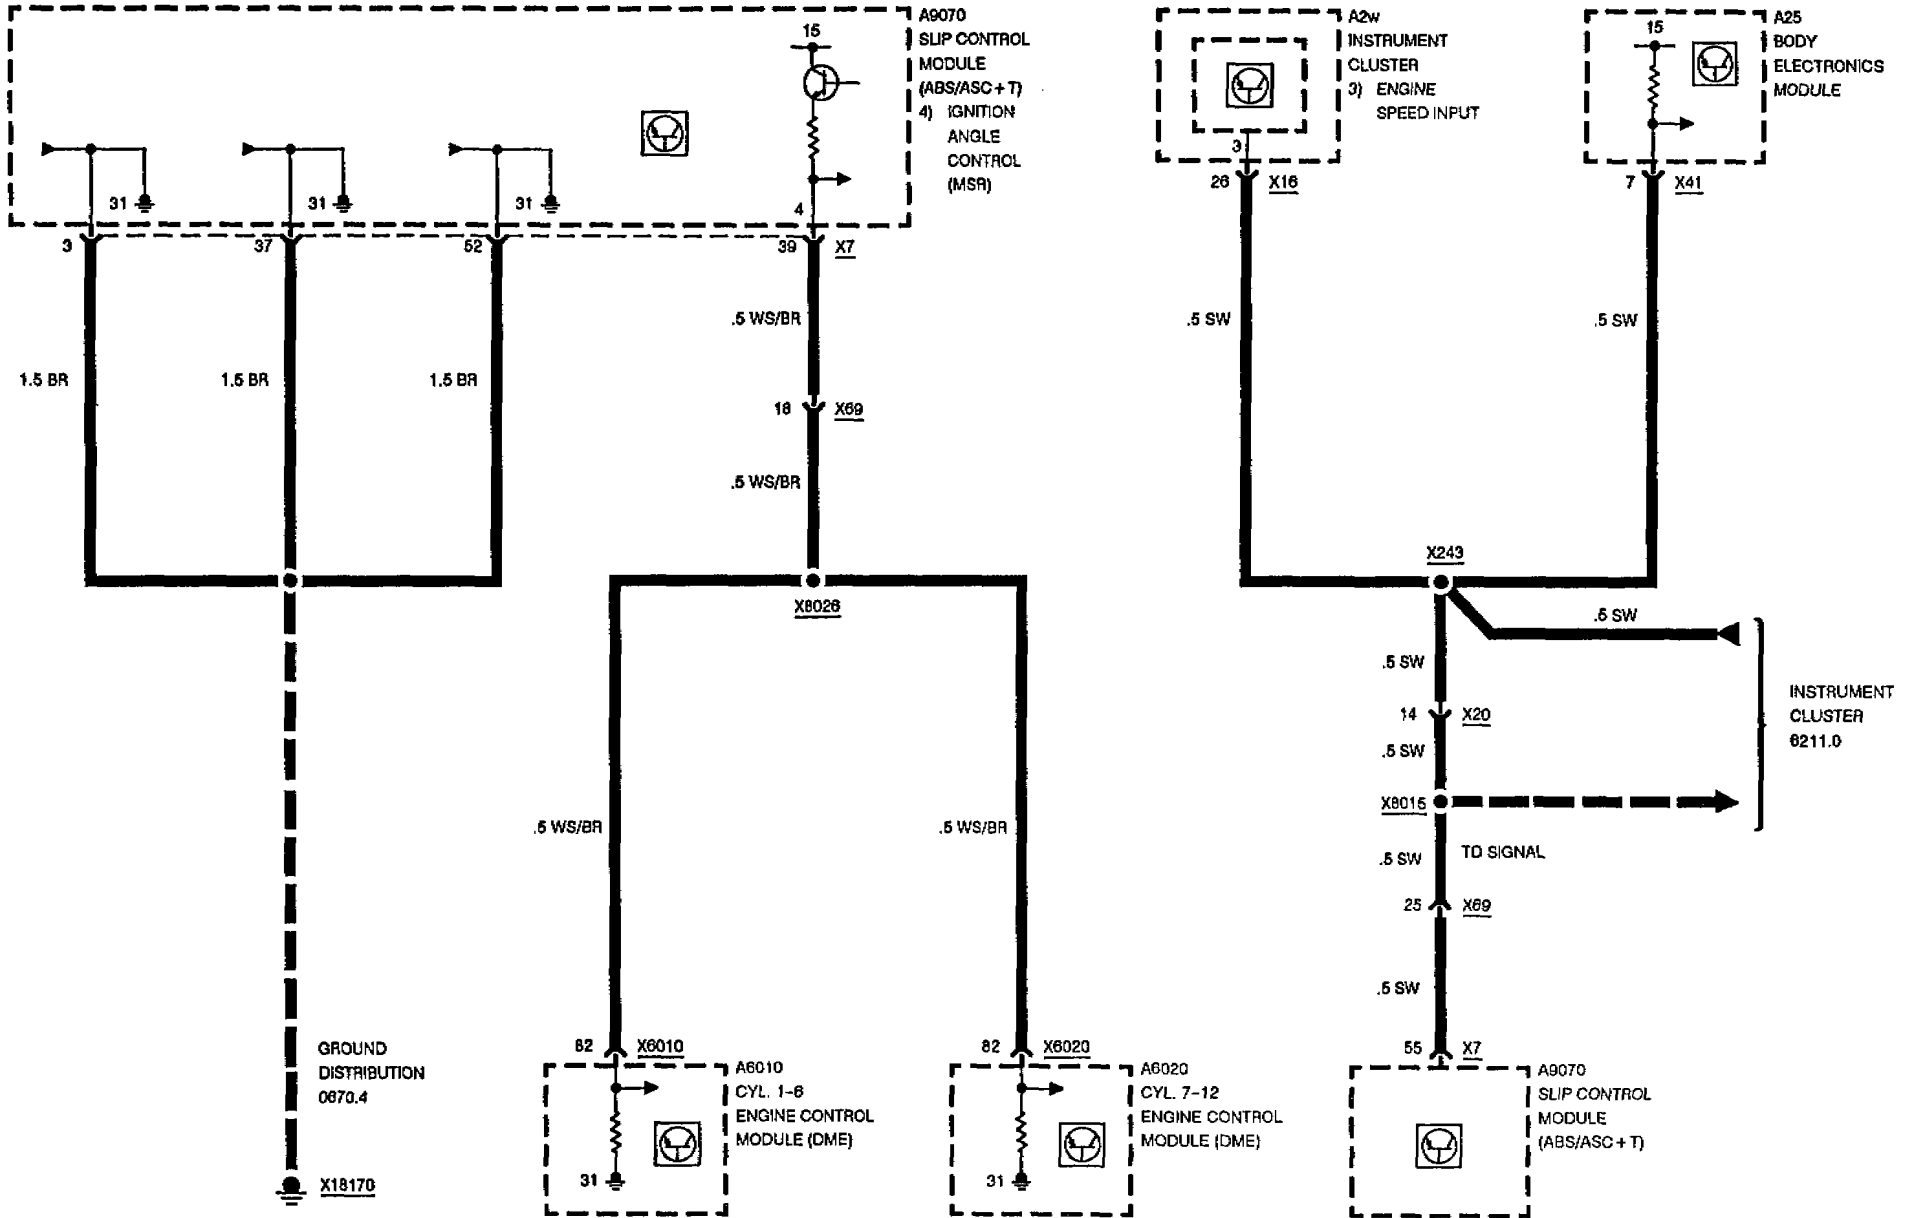 A9070
SLIP CONTROL
MODULE
(ABS/ASC+T)
4) IGNITION
ANGLE
CONTROL
(MSR)
15
31
31
31
4
3
37
52
39
X7
1.5 BR
1.5 BR
1.5 BR
.5 WS/BR
18
X69
.5 WS/BR
X8026
.5 WS/BR
.5 WS/BR
GROUND
DISTRIBUTION
0670.4
X18170
82
X6010
A6010
CYL. 1-6
ENGINE CONTROL
MODULE (DME)
31
82
X6020
A6020
CYL. 7-12
ENGINE CONTROL
MODULE (DME)
31
A2w
INSTRUMENT
CLUSTER
3) ENGINE
SPEED INPUT
3
26
X16
.5 SW
15
A25
BODY
ELECTRONICS
MODULE
7
X41
.5 SW
X243
.5 SW
.5 SW
14
X20
.5 SW
INSTRUMENT
CLUSTER
6211.0
X8015
TD SIGNAL
.5 SW
25
X69
.5 SW
55
X7
A9070
SLIP CONTROL
MODULE
(ABS/ASC+T)